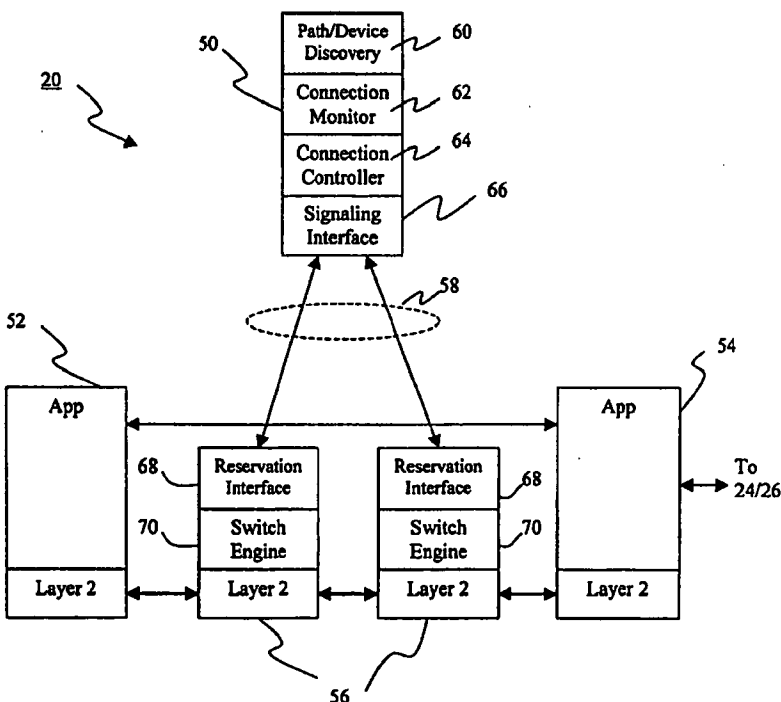 Path/Device
Discovery
60
50
20
Connection
Monitor
62
Connection
Controller
64
66
Signaling
Interface
58
52
54
App
App
68
Reservation
Interface
Reservation
Interface
68
To
24/26
70
Switch
Engine
Switch
Engine
70
Layer 2
Layer 2
Layer 2
Layer 2
56